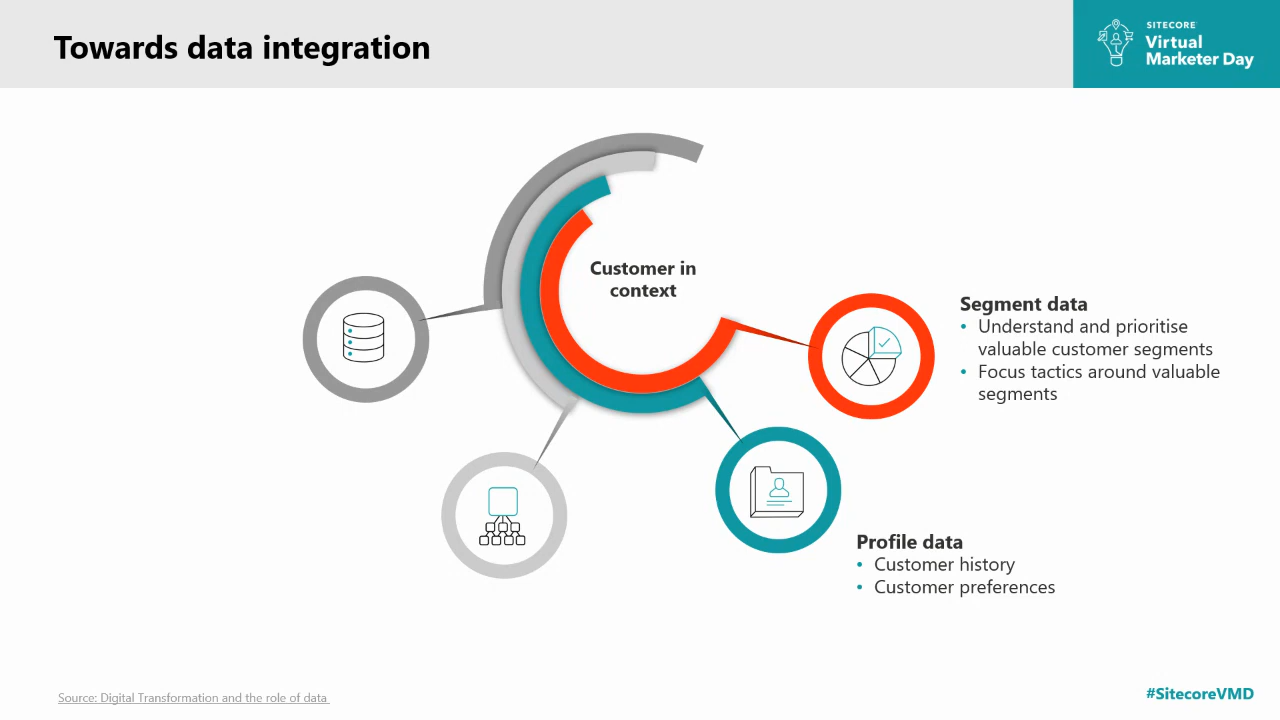 Towards data integration
SITECORE
Virtual
Marketer Day
Customer in
context
Segment data
• Understand and prioritise
valuable customer segments
• Focus tactics around valuable
segments
Profile data
• Customer history
• Customer preferences
Source: Digital Transformation and the role of data
#SitecoreVMD